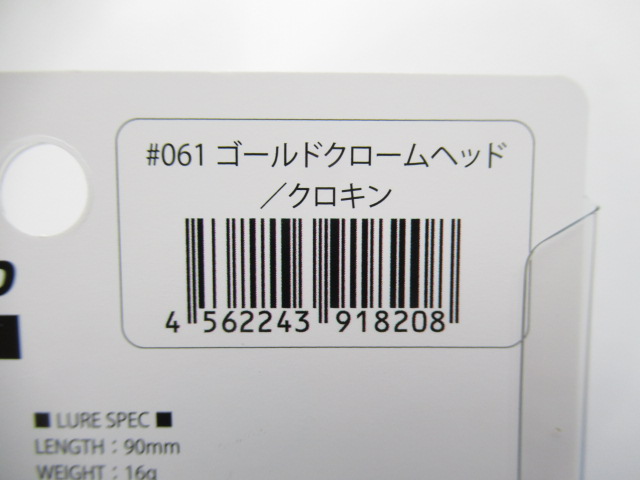 #061 ゴールドクロームヘッド
／クロキン
4 562243 918208
■ LURE SPEC ■
LENGTH : 90mm
WEIGHT : 16g